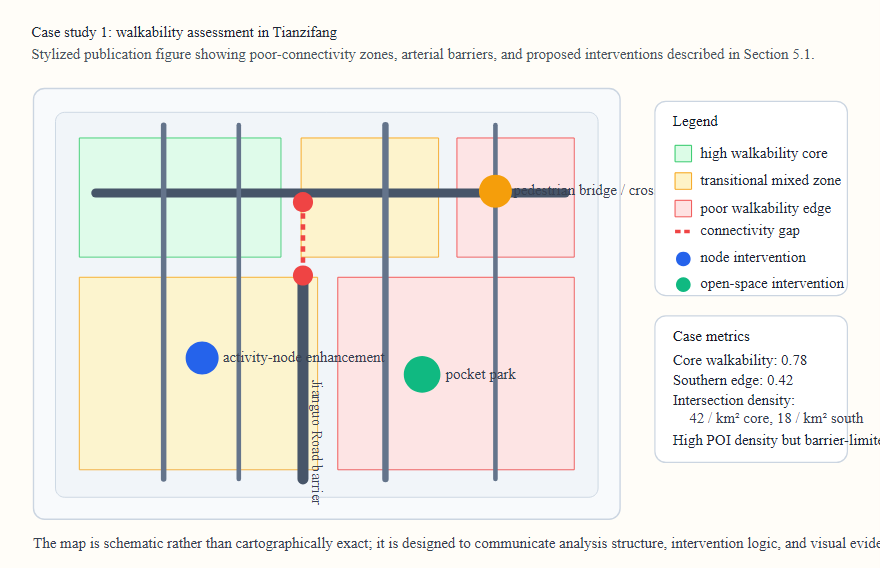 Case study 1: walkability assessment in Tianzifang
Stylized publication figure showing poor-connectivity zones, arterial barriers, and proposed interventions described in Section 5.1.
pedestrian bridge / cros
activity-node enhancement
pocket park
Jianguo Road barrier
Legend
high walkability core
transitional mixed zone
poor walkability edge
connectivity gap
node intervention
open-space intervention
Case metrics
Core walkability: 0.78
Southern edge: 0.42
Intersection density:
42 / km² core, 18 / km² south
High POI density but barrier-limite
The map is schematic rather than cartographically exact; it is designed to communicate analysis structure, intervention logic, and visual evide